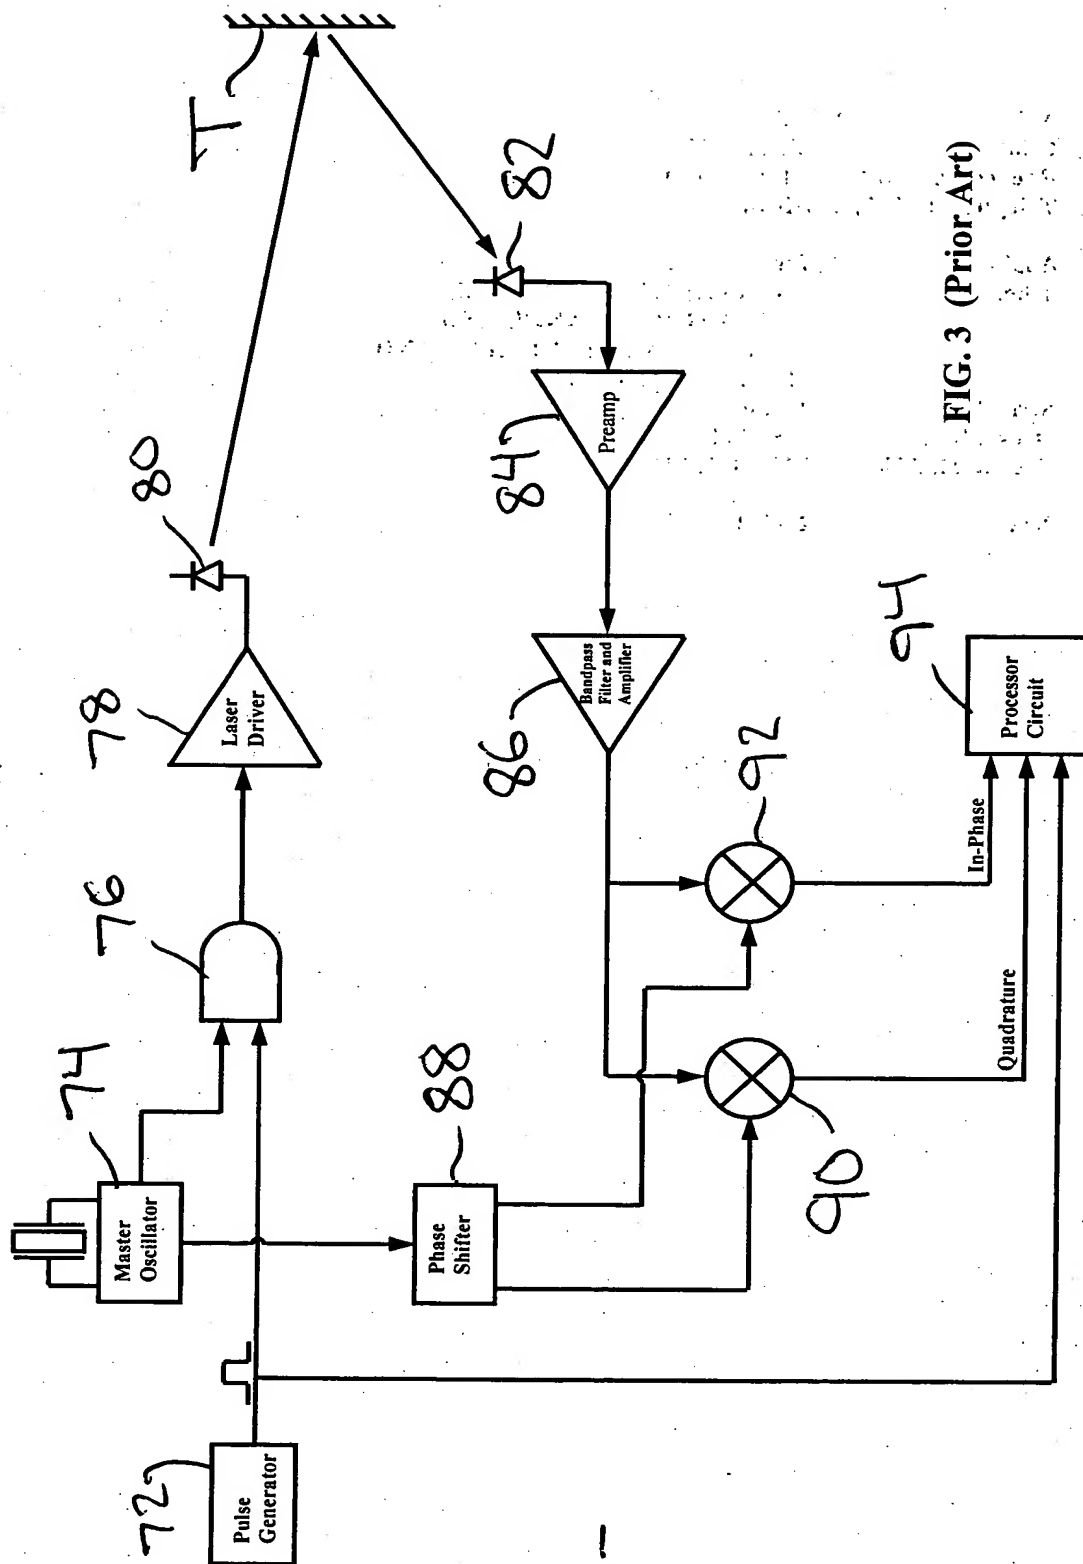 72
Pulse
Generator
74
Master
Oscillator
76
78
Laser
Driver
80
T
82
84
Preamp
86
Bandpass
Filter and
Amplifier
88
Phase
Shifter
90
92
Quadrature
In-Phase
94
Processor
Circuit
FIG. 3 (Prior Art)